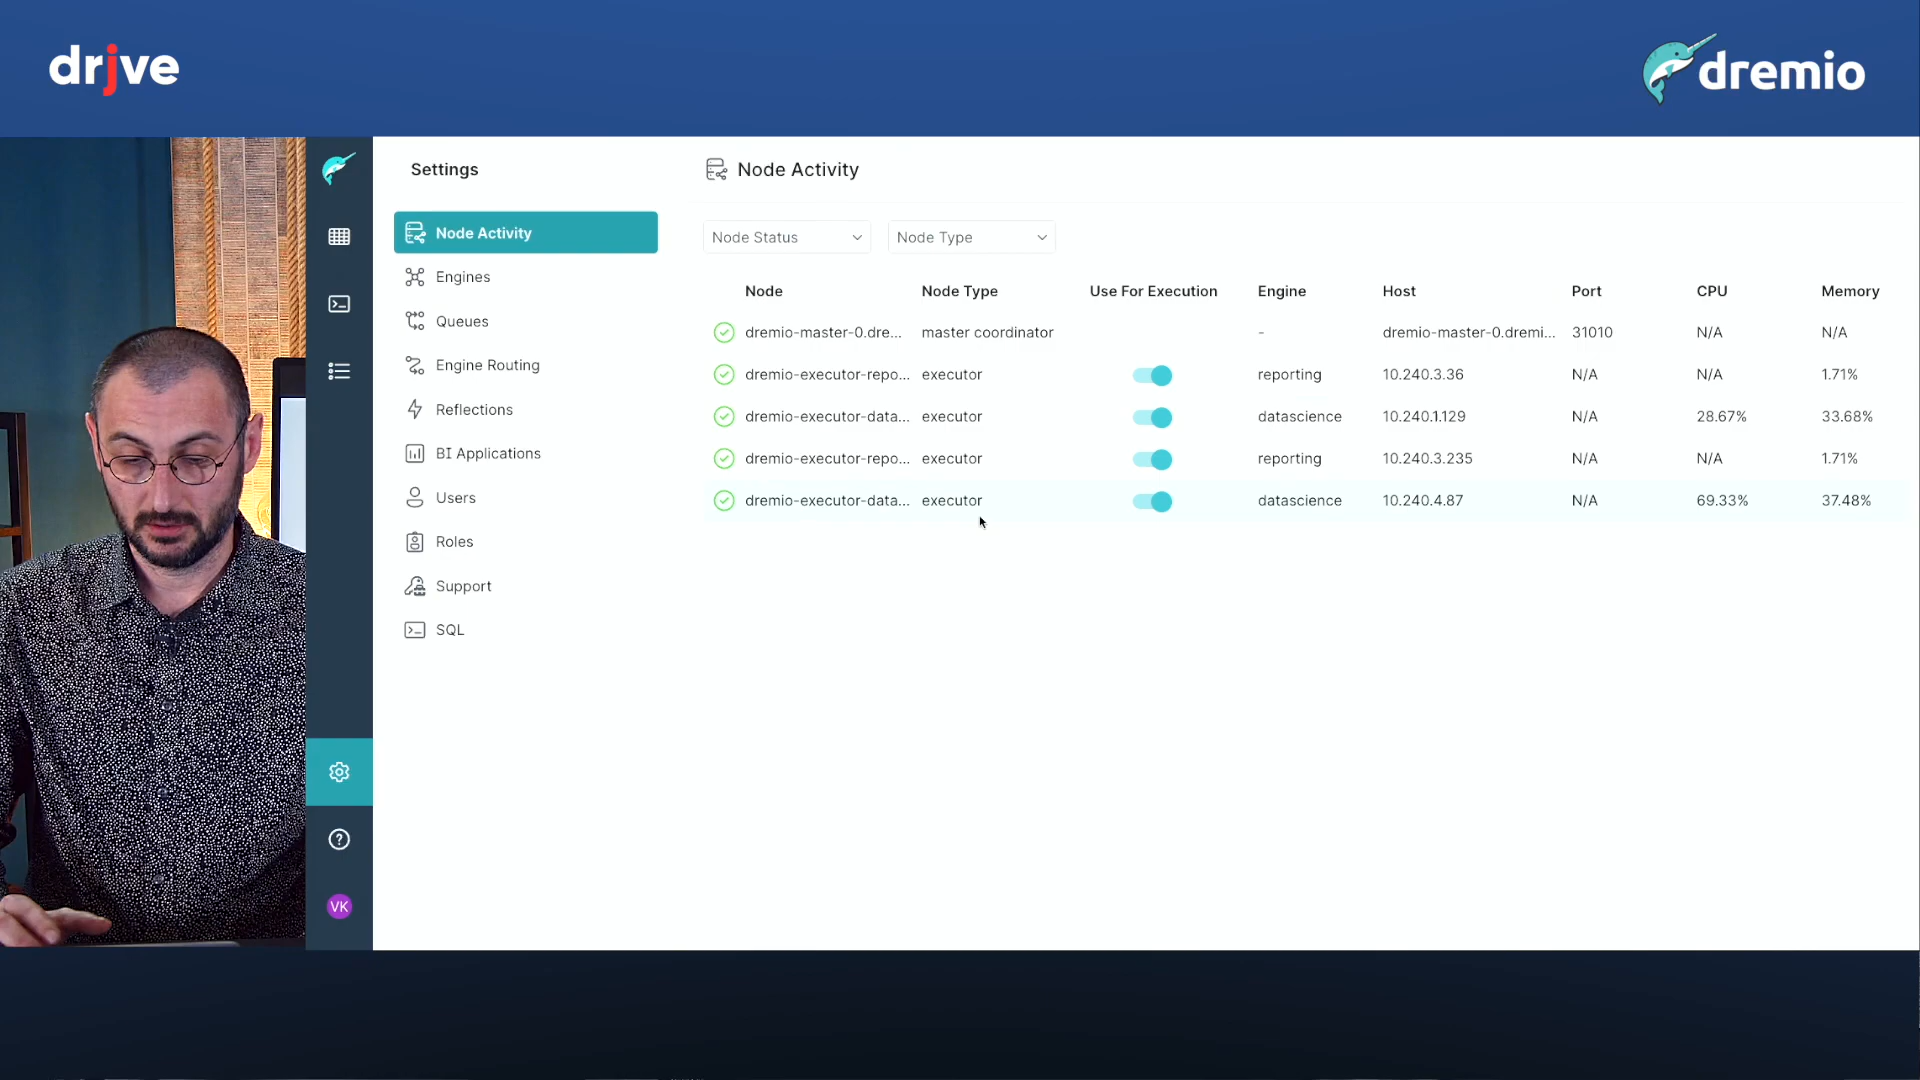 drive
dremio
Settings
Node Activity
Engines
Queues
Engine Routing
Reflections
BI Applications
Users
Roles
Support
SQL
VK
Node Activity
Node Status
Node Type
Node Node Type Use For Execution Engine Host Port CPU Memory
dremio-master-0.dre... master coordinator - dremio-master-0.dremi... 31010 N/A N/A
dremio-executor-repo... executor reporting 10.240.3.36 N/A N/A 1.71%
dremio-executor-data... executor datascience 10.240.1.129 N/A 28.67% 33.68%
dremio-executor-repo... executor reporting 10.240.3.235 N/A N/A 1.71%
dremio-executor-data... executor datascience 10.240.4.87 N/A 69.33% 37.48%